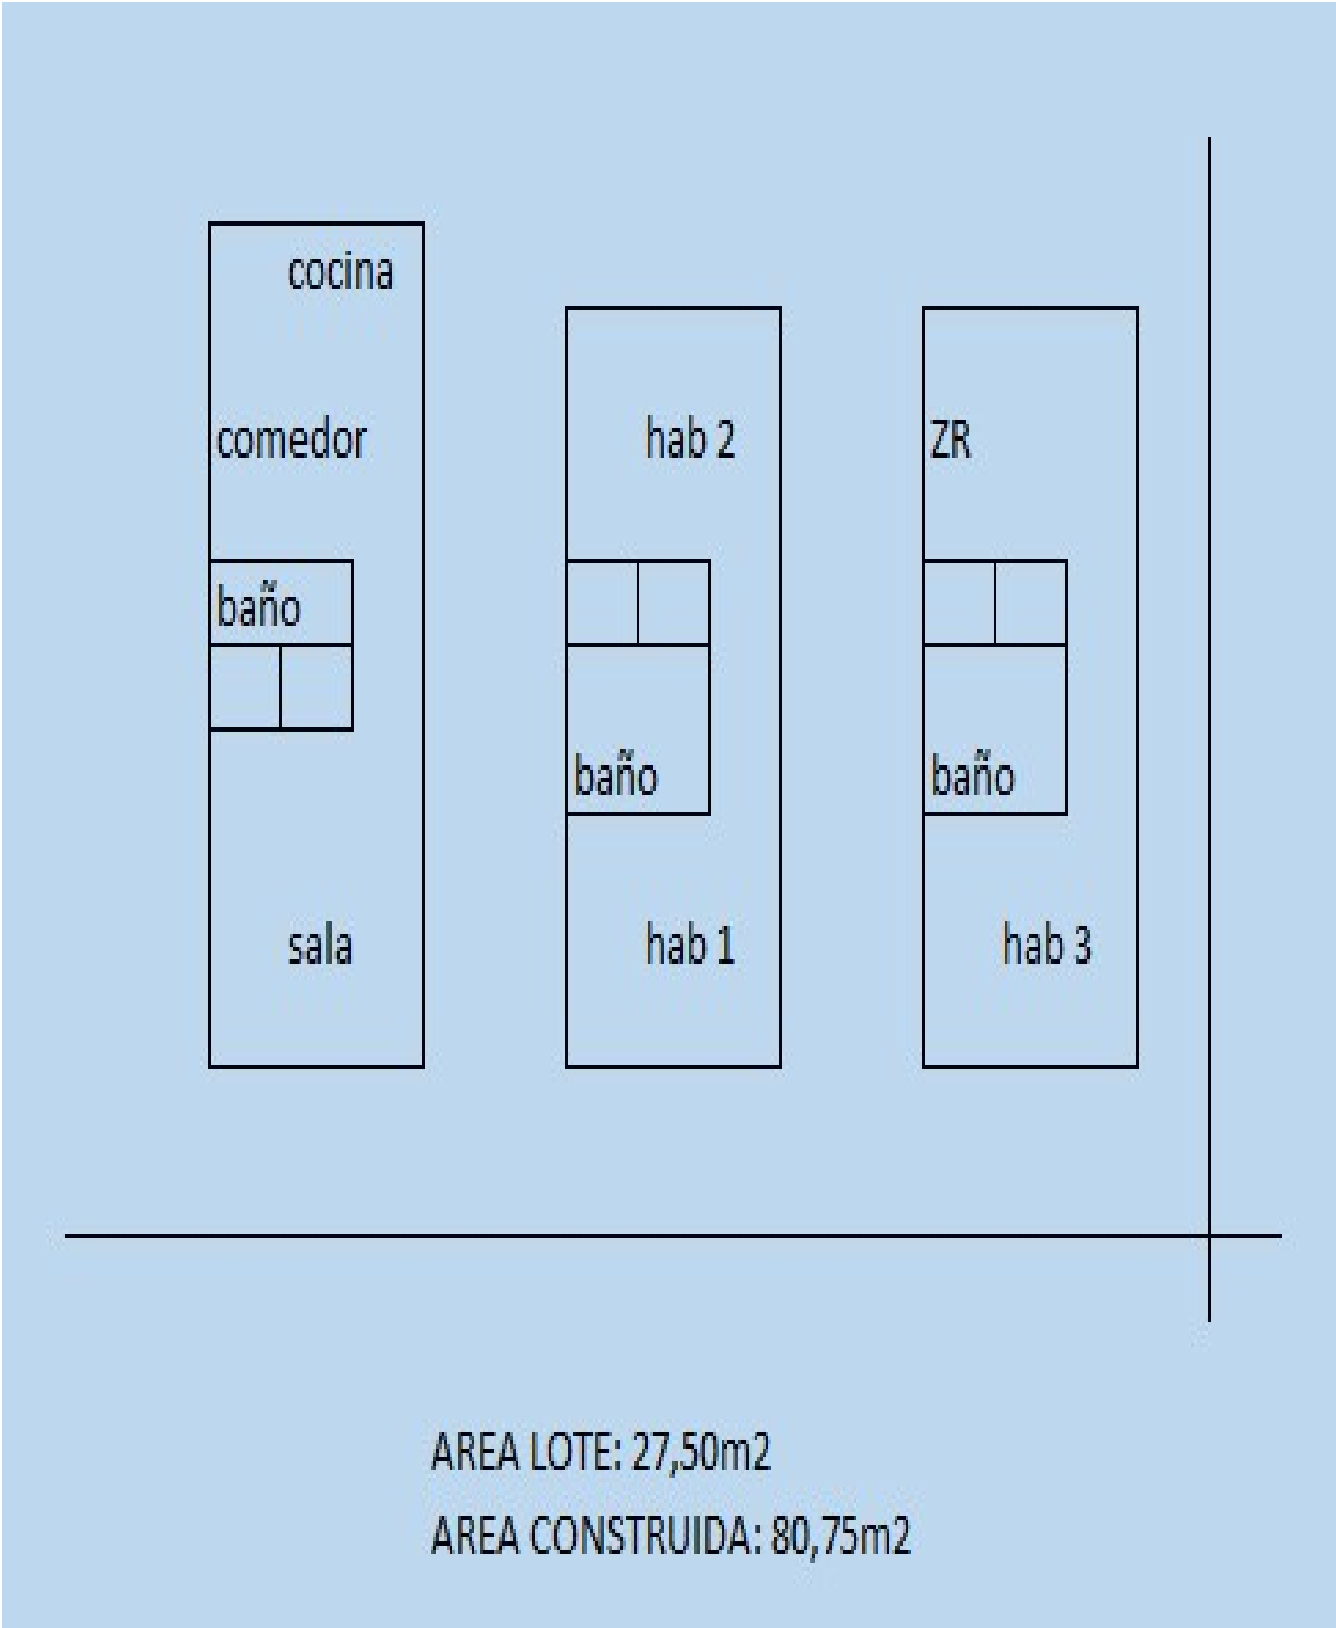 cocina
comedor
hab 2
ZR
baño
baño
baño
sala
hab 1
hab 3
AREA LOTE: 27,50m2
AREA CONSTRUIDA: 80,75m2